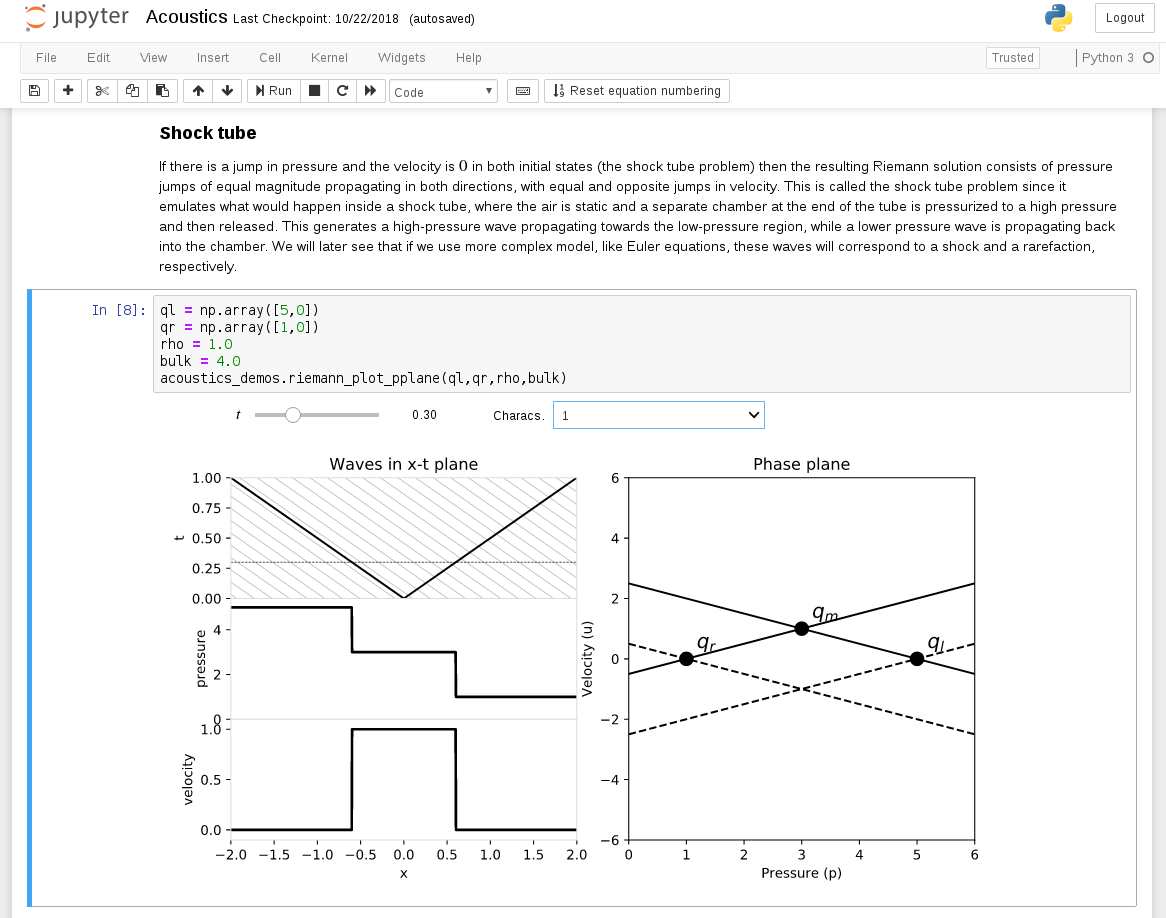 jupyter Acoustics Last Checkpoint: 10/22/2018 (autosaved) Logout
File Edit View Insert Cell Kernel Widgets Help Trusted Python 3
Run Code Reset equation numbering
Shock tube
If there is a jump in pressure and the velocity is 0 in both initial states (the shock tube problem) then the resulting Riemann solution consists of pressure
jumps of equal magnitude propagating in both directions, with equal and opposite jumps in velocity. This is called the shock tube problem since it
emulates what would happen inside a shock tube, where the air is static and a separate chamber at the end of the tube is pressurized to a high pressure
and then released. This generates a high-pressure wave propagating towards the low-pressure region, while a lower pressure wave is propagating back
into the chamber. We will later see that if we use more complex model, like Euler equations, these waves will correspond to a shock and a rarefaction,
respectively.
In [8]: ql = np.array([5,0])
qr = np.array([1,0])
rho = 1.0
bulk = 4.0
acoustics_demos.riemann_plot_pplane(ql,qr,rho,bulk)
t 0.30 Characs. 1
Waves in x-t plane
1.00
0.75
0.50
0.25
0.00
t
4
2
0
pressure
1.0
0.5
0.0
velocity
−2.0 −1.5 −1.0 −0.5 0.0 0.5 1.0 1.5 2.0
x
Phase plane
6
4
2
0
−2
−4
−6
Velocity (u)
qm
qr
ql
0 1 2 3 4 5 6
Pressure (p)